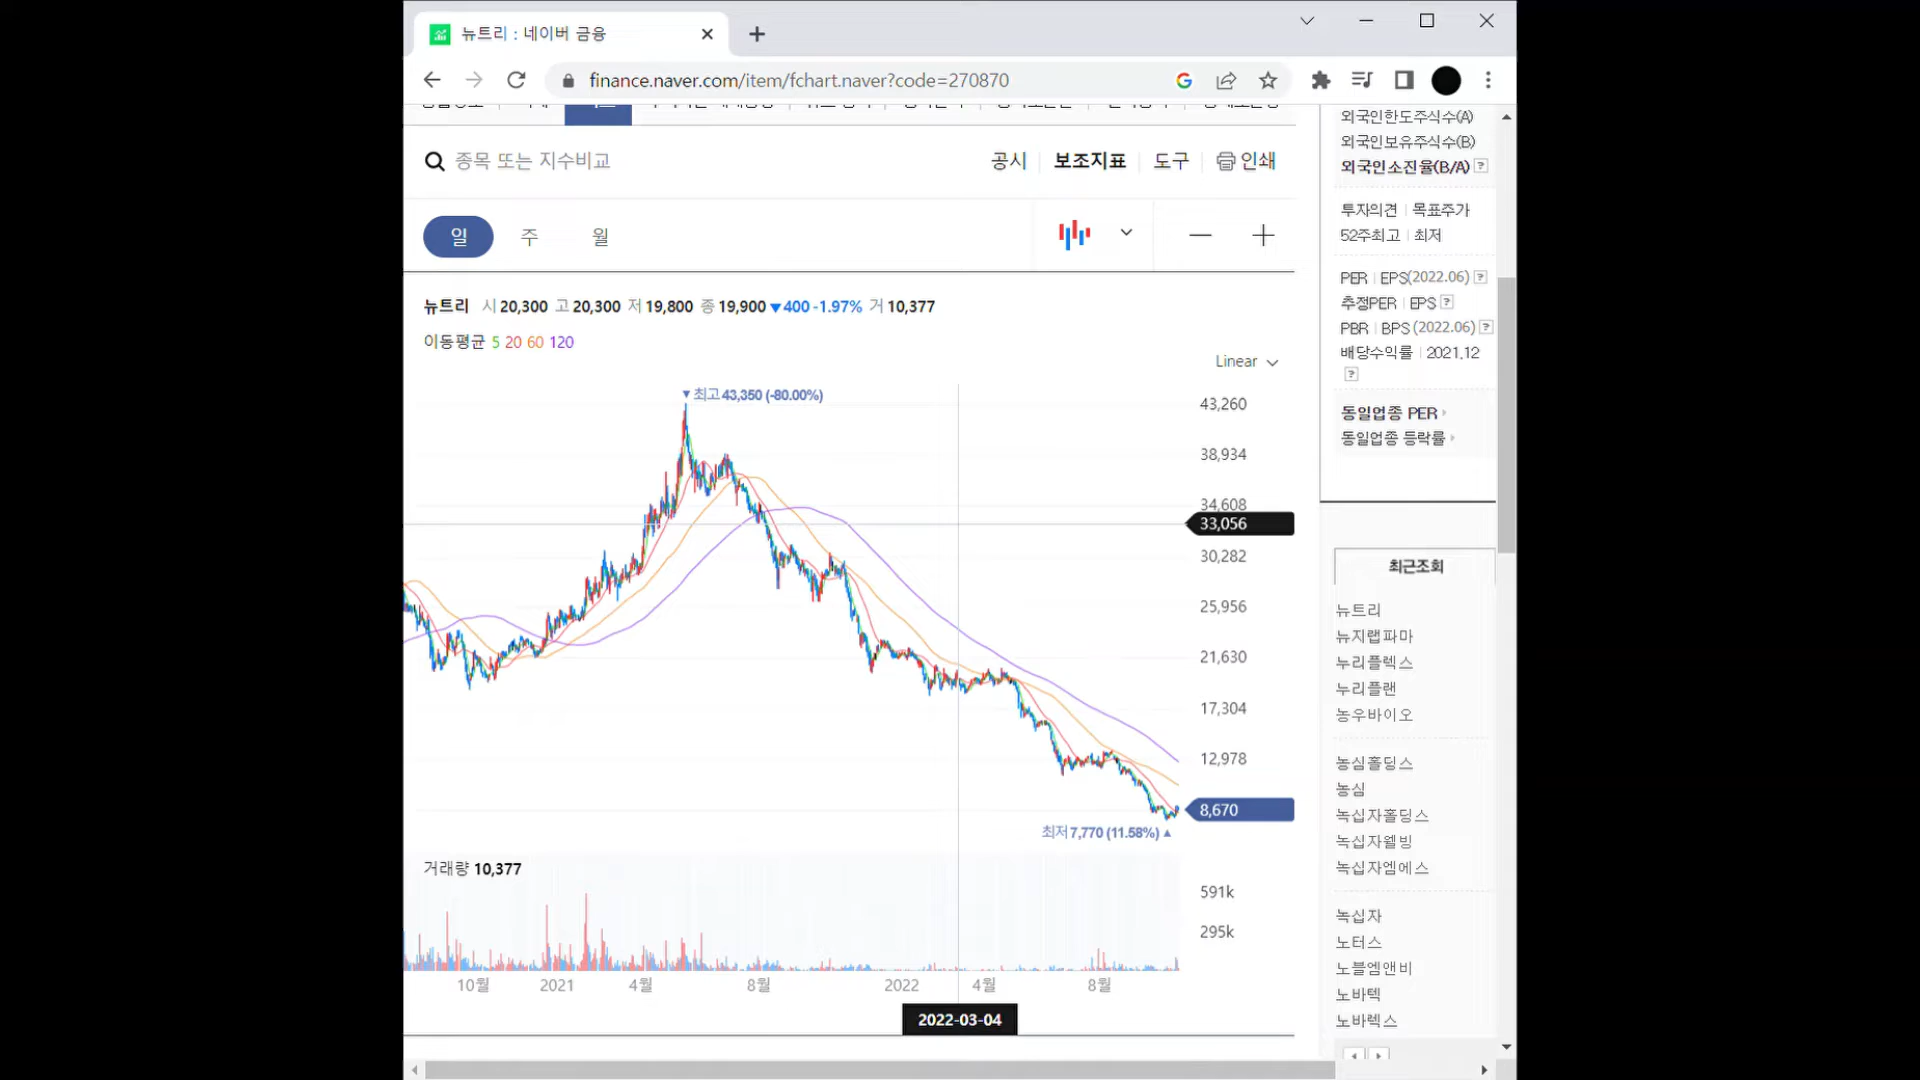 뉴트리 : 네이버 금융
finance.naver.com/item/fchart.naver?code=270870
종목 또는 지수비교
공시 보조지표 도구 인쇄
일 주 월
뉴트리 시 20,300 고 20,300 저 19,800 종 19,900 ▼400 -1.97% 거 10,377
이동평균 5 20 60 120
Linear
▼최고 43,350 (-80.00%)
43,260
38,934
34,608
33,056
30,282
25,956
21,630
17,304
12,978
8,670
최저 7,770 (11.58%) ▲
거래량 10,377
591k
295k
10월 2021 4월 8월 2022 4월 8월
2022-03-04
외국인한도주식수(A)
외국인보유주식수(B)
외국인소진율(B/A) ?
투자의견 | 목표주가
52주최고 | 최저
PER | EPS(2022.06) ?
추정PER | EPS ?
PBR | BPS (2022.06) ?
배당수익률 | 2021.12
?
동일업종 PER
동일업종 등락률
최근조회
뉴트리
뉴지랩파마
누리플렉스
누리플랜
농우바이오
농심홀딩스
농심
녹십자홀딩스
녹십자웰빙
녹십자엠에스
녹십자
노터스
노블엠앤비
노바텍
노바렉스